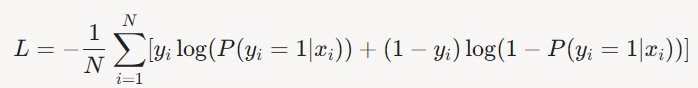 L = -\frac{1}{N} \sum_{i=1}^{N} [y_i \log(P(y_i = 1|x_i)) + (1 - y_i) \log(1 - P(y_i = 1|x_i))]